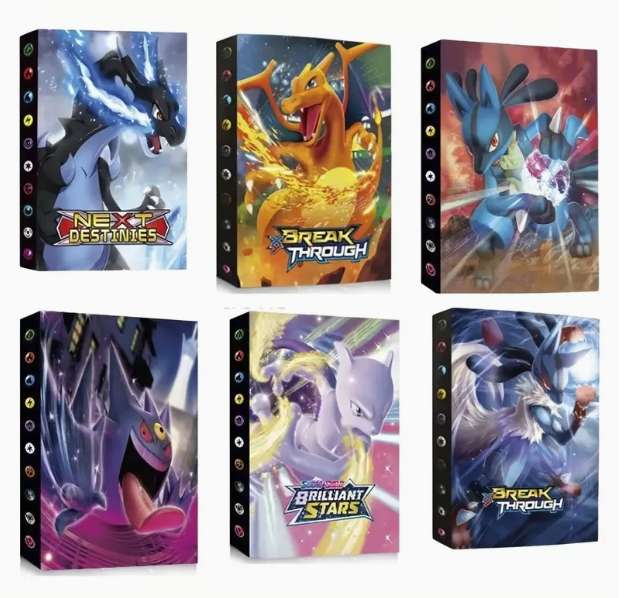 NEXT
DESTINIES
BREAK
THROUGH
BRILLIANT
STARS
BREAK
THROUGH